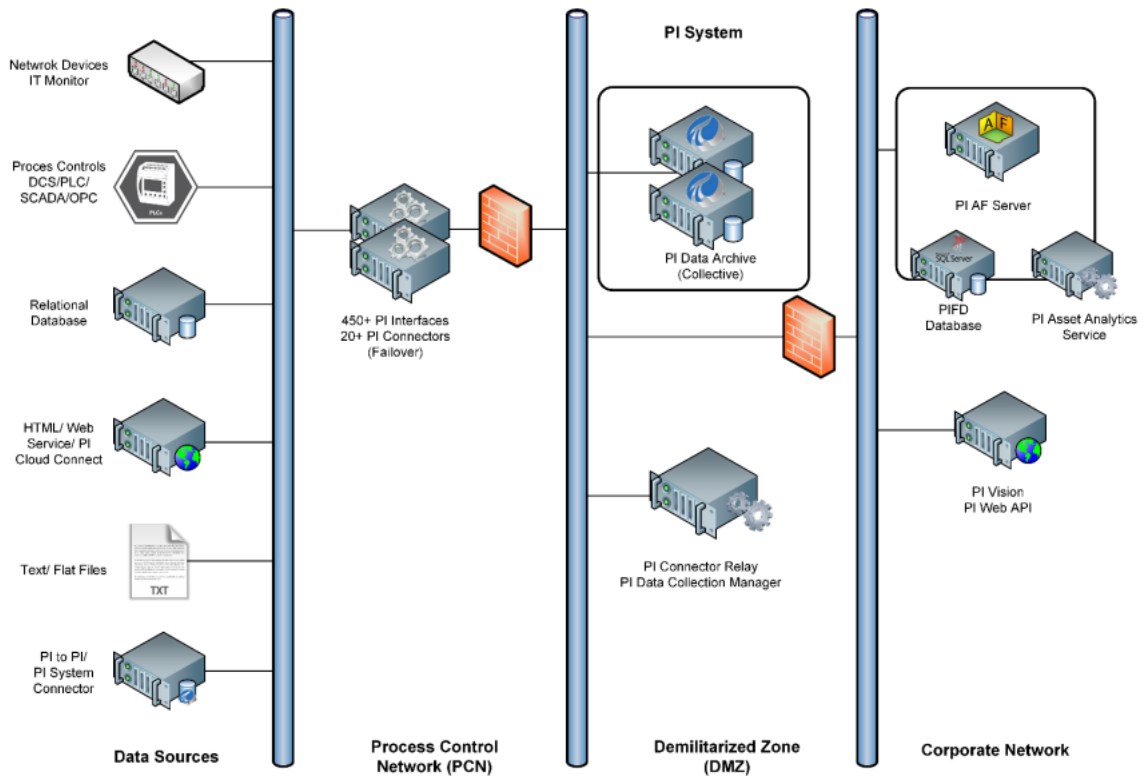 PI System
Netwrok Devices
IT Monitor
Proces Controls
DCS/PLC/
SCADA/OPC
PLCs
Relational
Database
HTML/ Web
Service/ PI
Cloud Connect
Text/ Flat Files
TXT
PI to PI/
PI System
Connector
Data Sources
450+ PI Interfaces
20+ PI Connectors
(Failover)
Process Control
Network (PCN)
PI Data Archive
(Collective)
PI Connector Relay
PI Data Collection Manager
Demilitarized Zone
(DMZ)
A F
PI AF Server
SQL Server
PIFD
Database
PI Asset Analytics
Service
PI Vision
PI Web API
Corporate Network